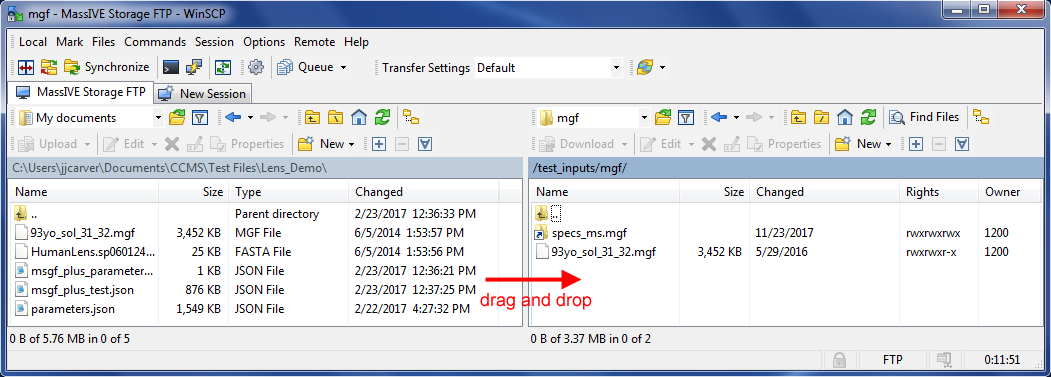 mgf - MassIVE Storage FTP - WinSCP
Local Mark Files Commands Session Options Remote Help
Synchronize Queue Transfer Settings Default
MassIVE Storage FTP New Session
My documents mgf Find Files
Upload Edit Properties New Download Edit Properties New
C:\Users\jjcarver\Documents\CCMS\Test Files\Lens_Demo\ /test_inputs/mgf/
Name Size Type Changed Name Size Changed Rights Owner
.. Parent directory 2/23/2017 12:36:33 PM ..
93yo_sol_31_32.mgf 3,452 KB MGF File 6/5/2014 1:53:57 PM specs_ms.mgf 11/23/2017 rwxrwxrwx 1200
HumanLens.sp060124... 25 KB FASTA File 6/5/2014 1:53:56 PM 93yo_sol_31_32.mgf 3,452 KB 5/29/2016 rwxrwxr-x 1200
msgf_plus_parameter... 1 KB JSON File 2/23/2017 12:36:21 PM
msgf_plus_test.json 876 KB JSON File 2/23/2017 12:37:25 PM
drag and drop
parameters.json 1,549 KB JSON File 2/22/2017 4:27:32 PM
0 B of 5.76 MB in 0 of 5 0 B of 3.37 MB in 0 of 2
FTP 0:11:51